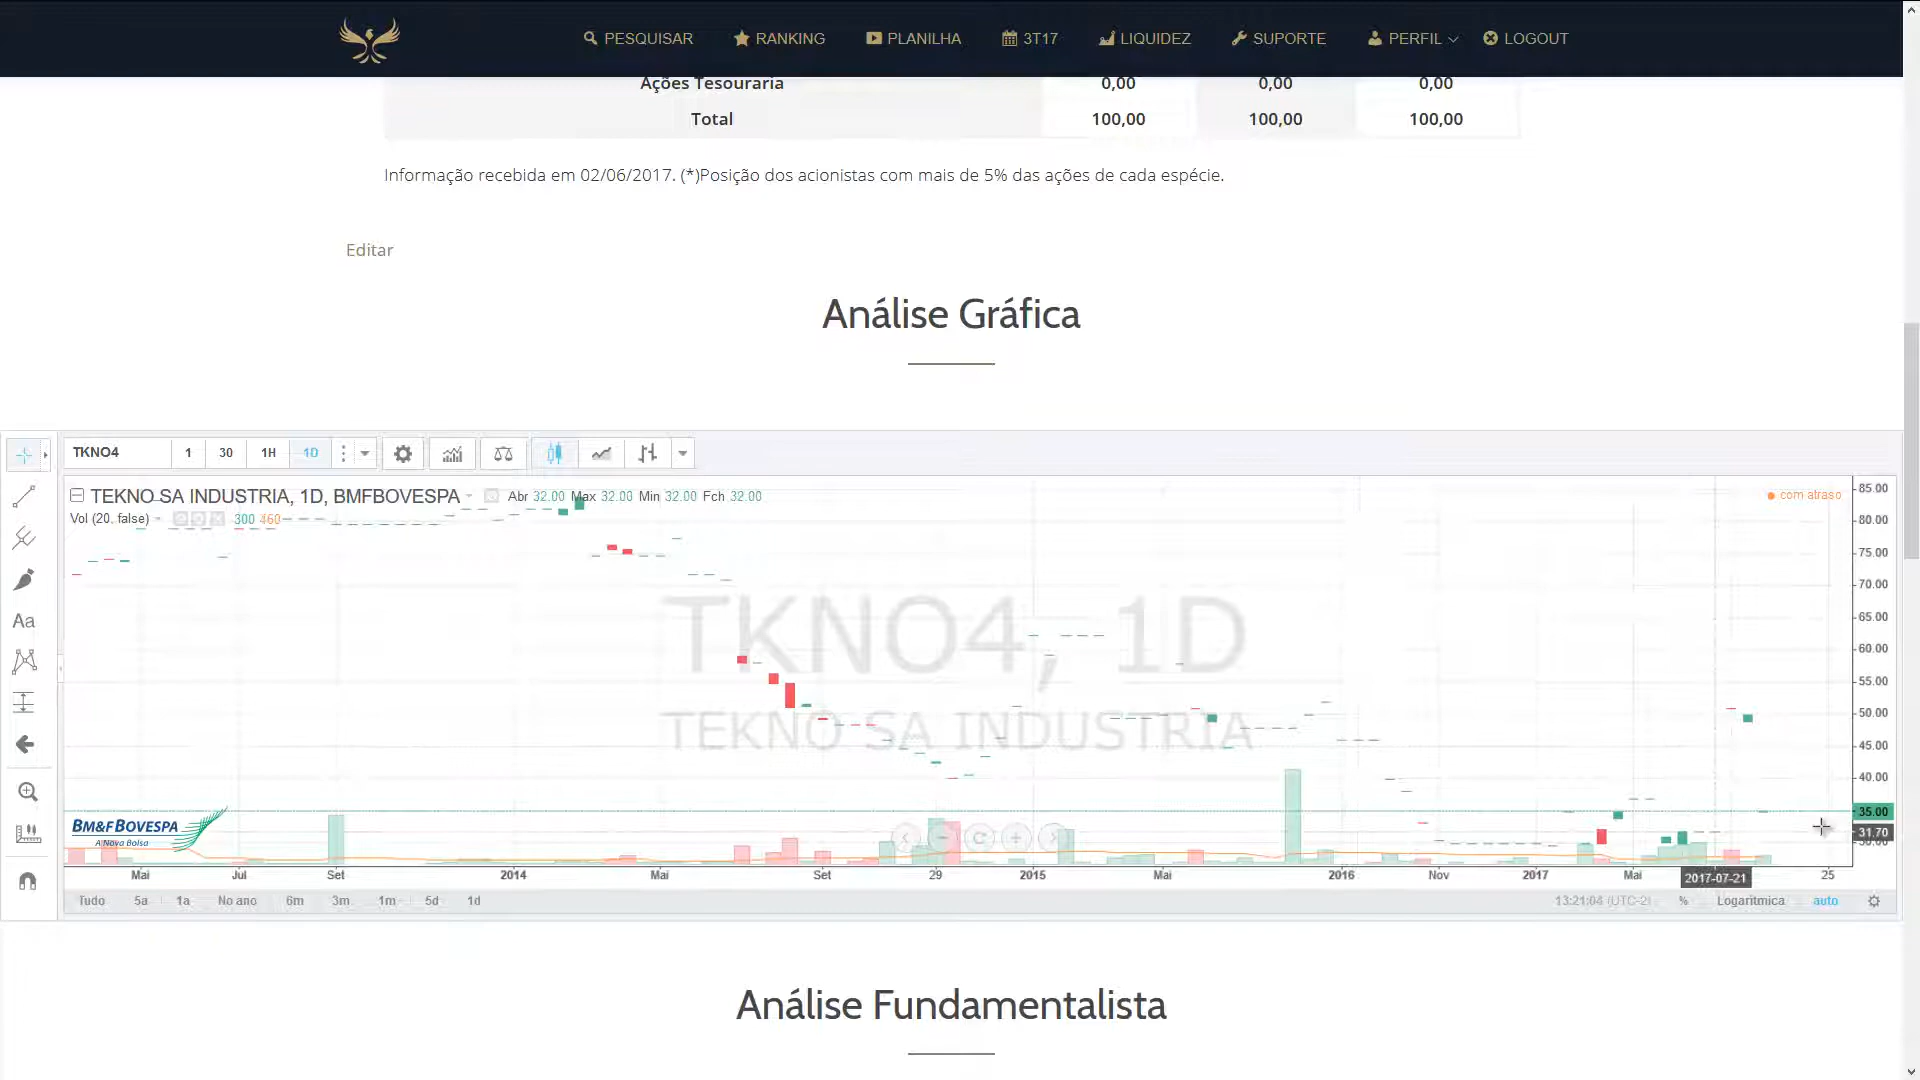 PESQUISAR RANKING PLANILHA 3T17 LIQUIDEZ SUPORTE PERFIL LOGOUT
Ações Tesouraria 0,00 0,00 0,00
Total 100,00 100,00 100,00
Informação recebida em 02/06/2017. (*)Posição dos acionistas com mais de 5% das ações de cada espécie.
Editar
Análise Gráfica
TKNO4 1 30 1H 1D
TEKNO SA INDUSTRIA, 1D, BMFBOVESPA Abr 32.00 Max 32.00 Min 32.00 Fch 32.00
com atraso
Vol (20, false) 300 460
85.00
80.00
75.00
70.00
65.00
60.00
55.00
50.00
45.00
40.00
35.00
31.70
30.00
TKNO4, 1D
TEKNO SA INDUSTRIA
Aa
BM&FBOVESPA
A Nova Bolsa
Mai Jul Set 2014 Mai Set 29 2015 Mai 2016 Nov 2017 Mai 2017-07-21 25
Tudo 5a 1a No ano 6m 3m 1m 5d 1d 13:21:04 (UTC-2) % Logarítmica auto
Análise Fundamentalista